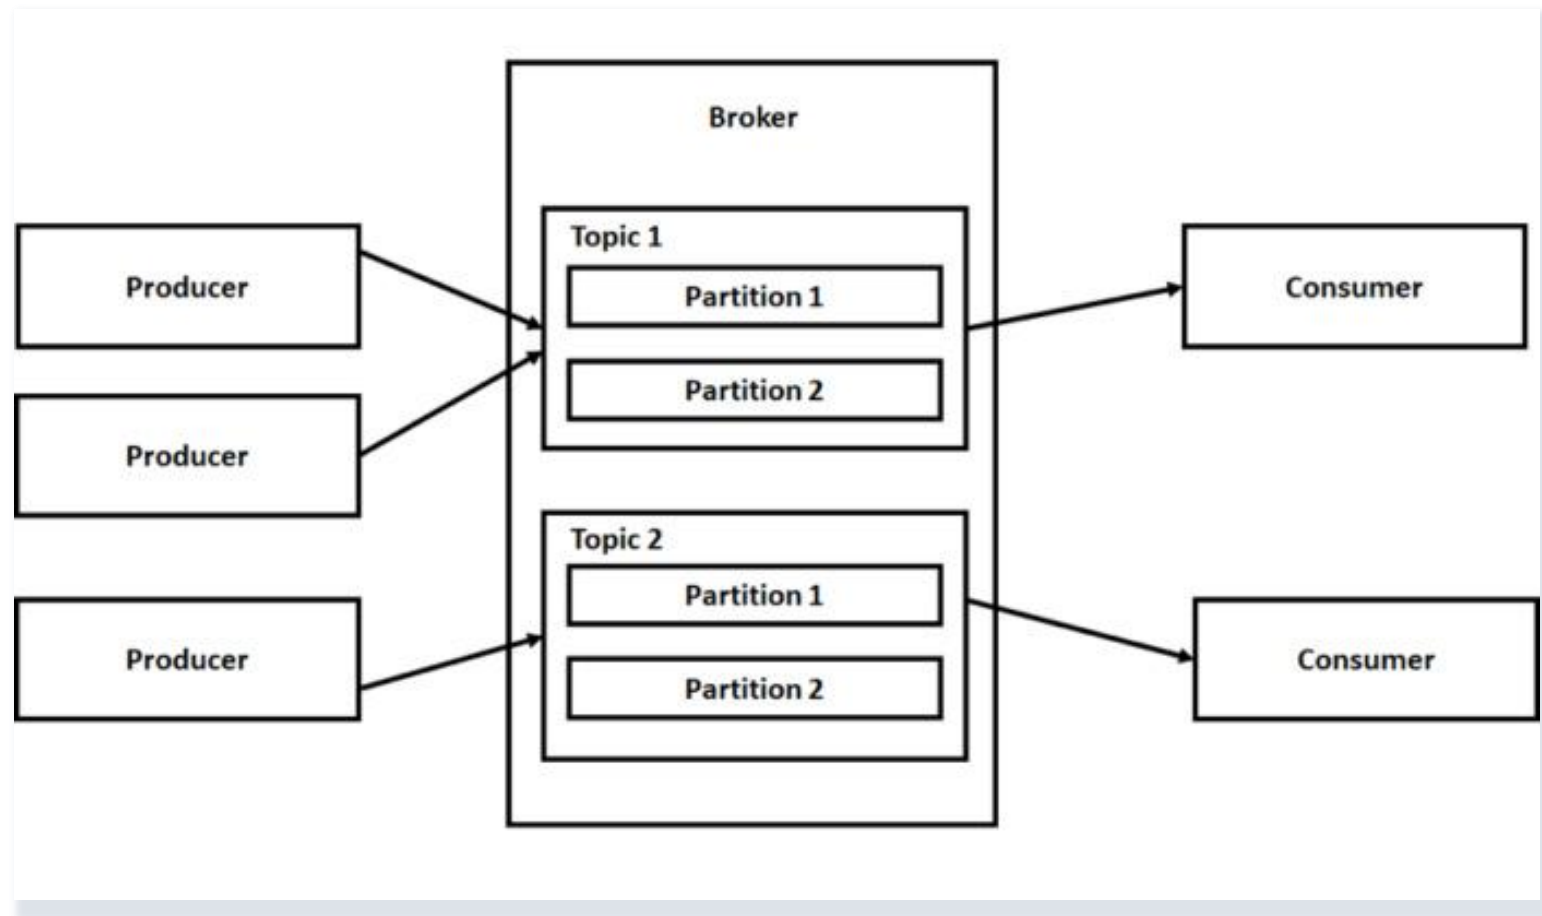 Broker
Topic 1
Producer
Partition 1
Consumer
Partition 2
Producer
Topic 2
Partition 1
Producer
Consumer
Partition 2